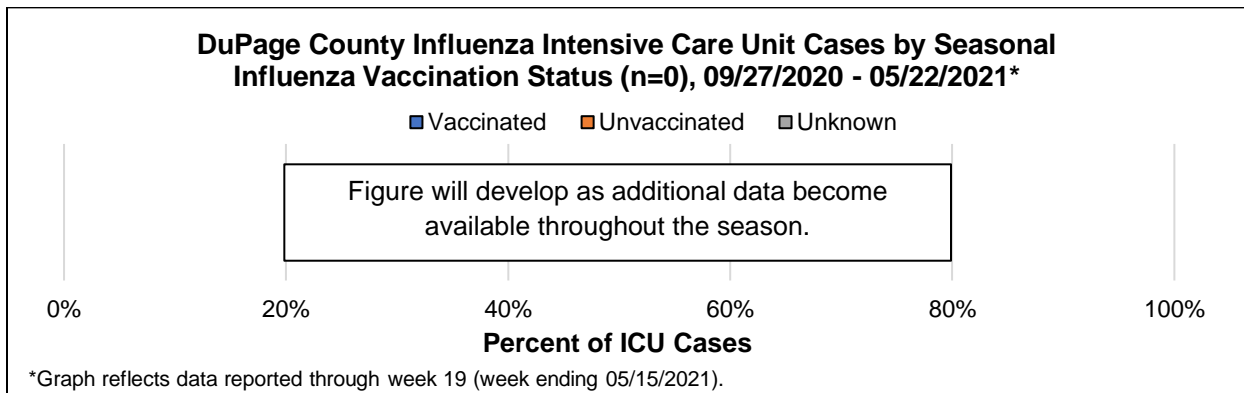 DuPage County Influenza Intensive Care Unit Cases by Seasonal
Influenza Vaccination Status (n=0), 09/27/2020 - 05/22/2021*
Vaccinated Unvaccinated Unknown
Figure will develop as additional data become
available throughout the season.
0% 20% 40% 60% 80% 100%
Percent of ICU Cases
*Graph reflects data reported through week 19 (week ending 05/15/2021).